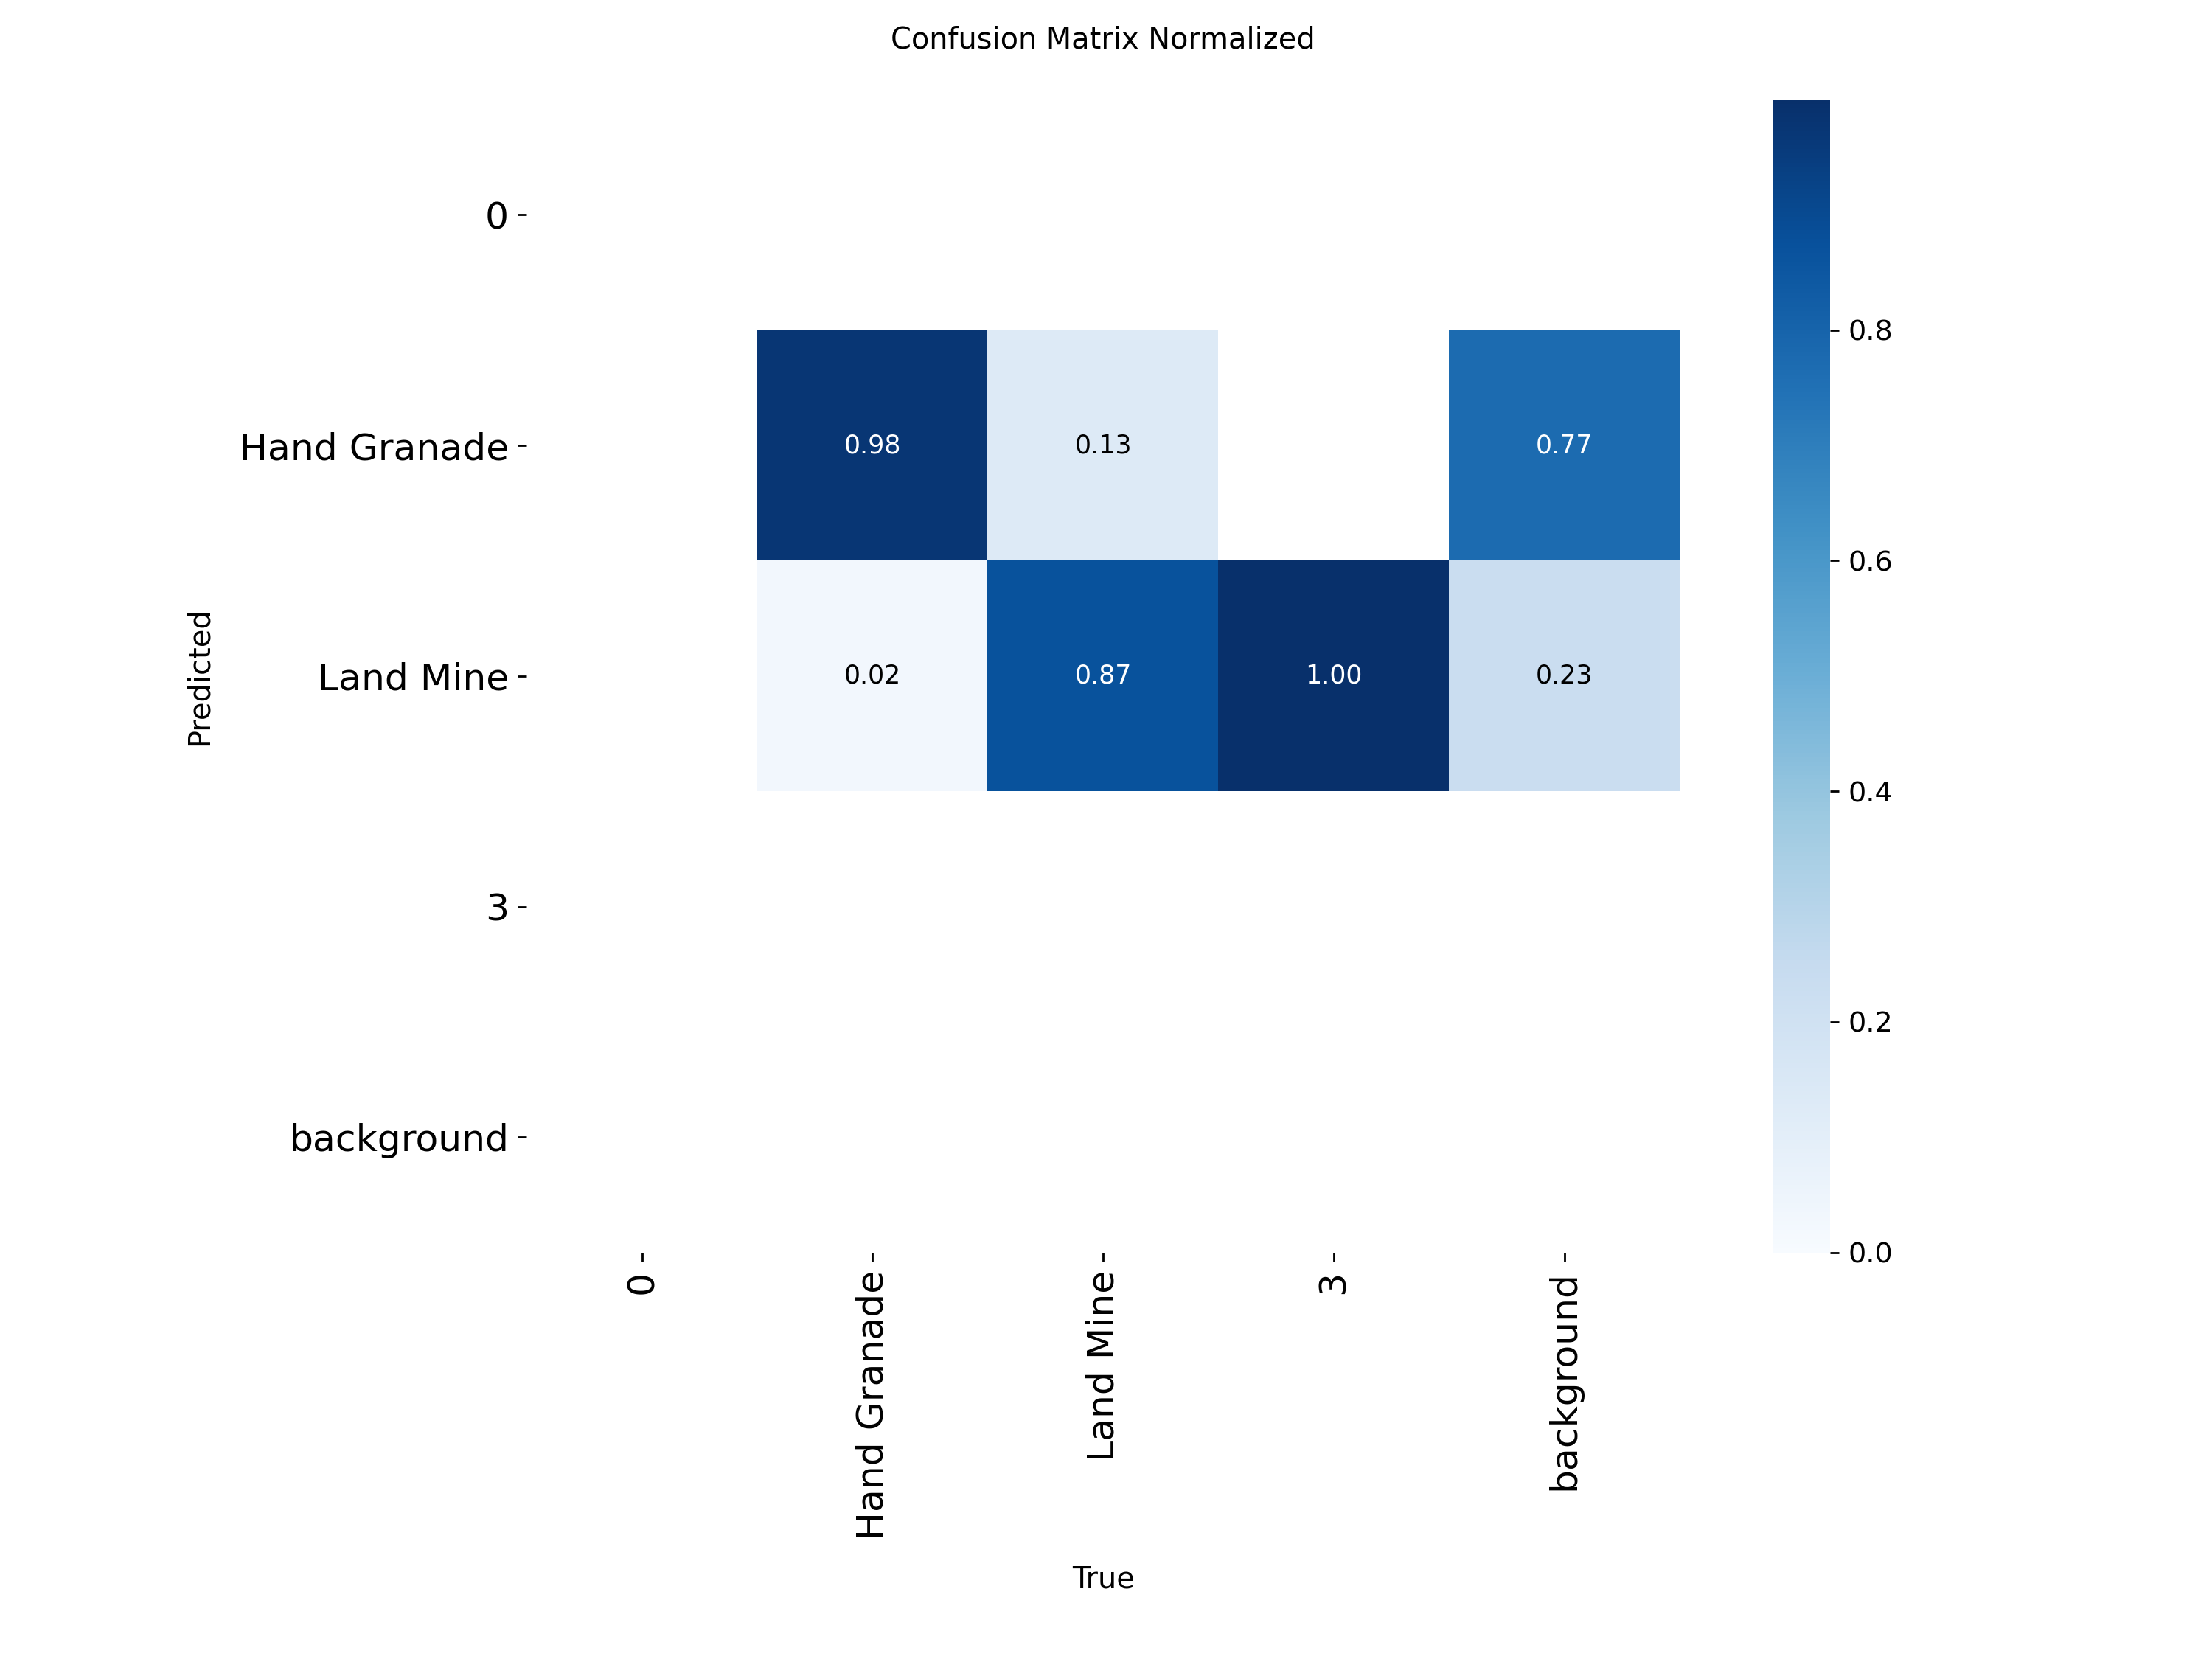 Confusion Matrix Normalized
0
Hand Granade
0.98
0.13
0.77
Land Mine
0.02
0.87
1.00
0.23
3
background
Predicted
0
Hand Granade
Land Mine
3
background
True
0.8
0.6
0.4
0.2
0.0